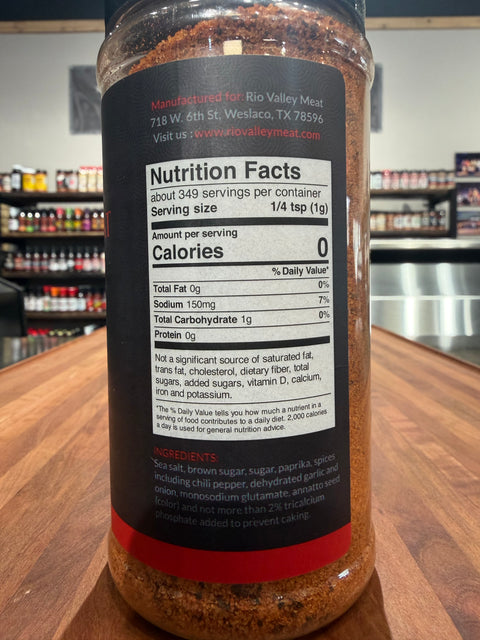 Manufactured for: Rio Valley Meat
718 W. 6th St, Weslaco, TX 78596
Visit us : www.riovalleymeat.com
Nutrition Facts
about 349 servings per container
Serving size 1/4 tsp (1g)
Amount per serving
Calories 0
% Daily Value*
Total Fat 0g 0%
Sodium 150mg 7%
Total Carbohydrate 1g 0%
Protein 0g
Not a significant source of saturated fat,
trans fat, cholesterol, dietary fiber, total
sugars, added sugars, vitamin D, calcium,
iron and potassium.
*The % Daily Value tells you how much a nutrient in a
serving of food contributes to a daily diet. 2,000 calories
a day is used for general nutrition advice.
INGREDIENTS:
Sea salt, brown sugar, sugar, paprika, spices
including chili pepper, dehydrated garlic and
onion, monosodium glutamate, annatto seed
(color) and not more than 2% tricalcium
phosphate added to prevent caking.